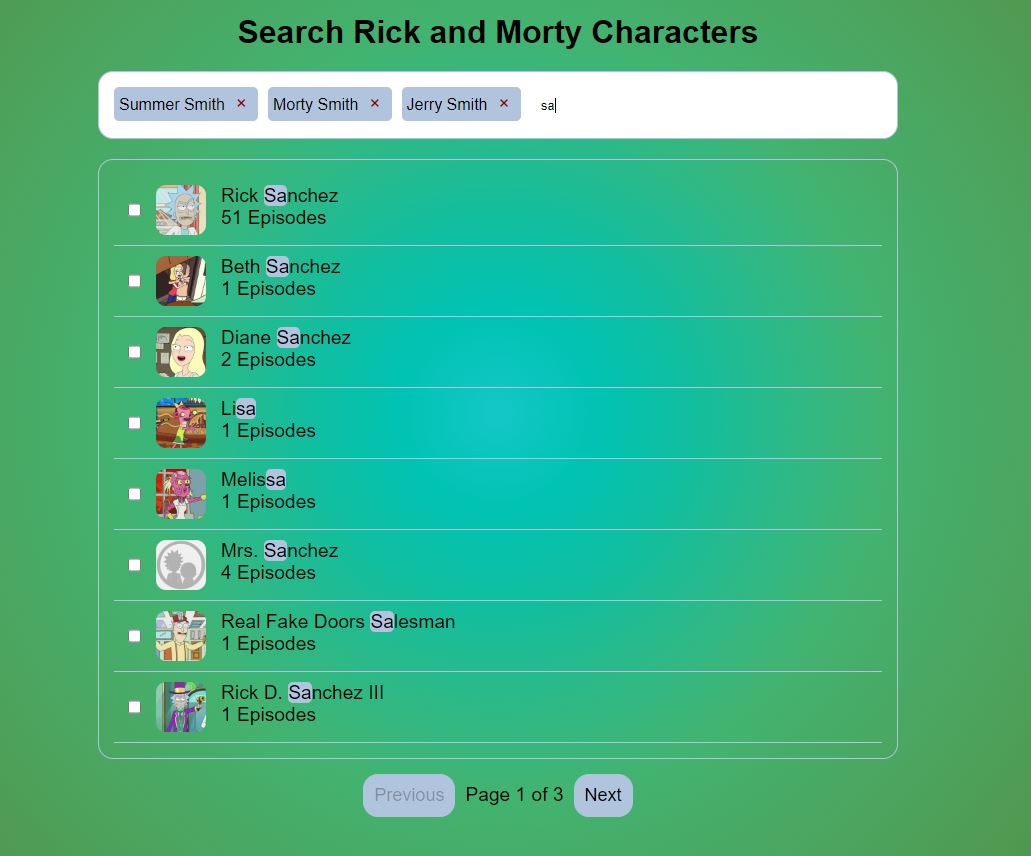 Search Rick and Morty Characters
Summer Smith × Morty Smith × Jerry Smith × sa
Rick Sanchez
51 Episodes
Beth Sanchez
1 Episodes
Diane Sanchez
2 Episodes
Lisa
1 Episodes
Melissa
1 Episodes
Mrs. Sanchez
4 Episodes
Real Fake Doors Salesman
1 Episodes
Rick D. Sanchez III
1 Episodes
Previous Page 1 of 3 Next